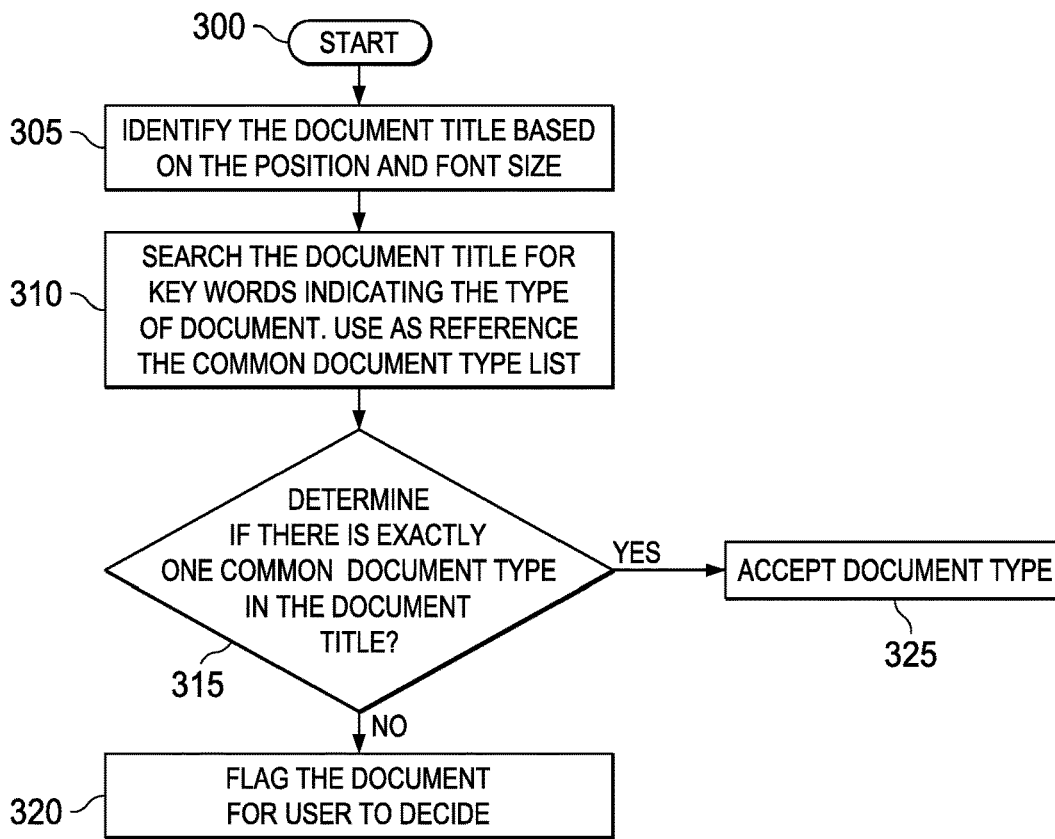 300
START
305
IDENTIFY THE DOCUMENT TITLE BASED
ON THE POSITION AND FONT SIZE
310
SEARCH THE DOCUMENT TITLE FOR
KEY WORDS INDICATING THE TYPE
OF DOCUMENT. USE AS REFERENCE
THE COMMON DOCUMENT TYPE LIST
DETERMINE
IF THERE IS EXACTLY
ONE COMMON DOCUMENT TYPE
IN THE DOCUMENT
TITLE?
315
YES
ACCEPT DOCUMENT TYPE
325
NO
320
FLAG THE DOCUMENT
FOR USER TO DECIDE